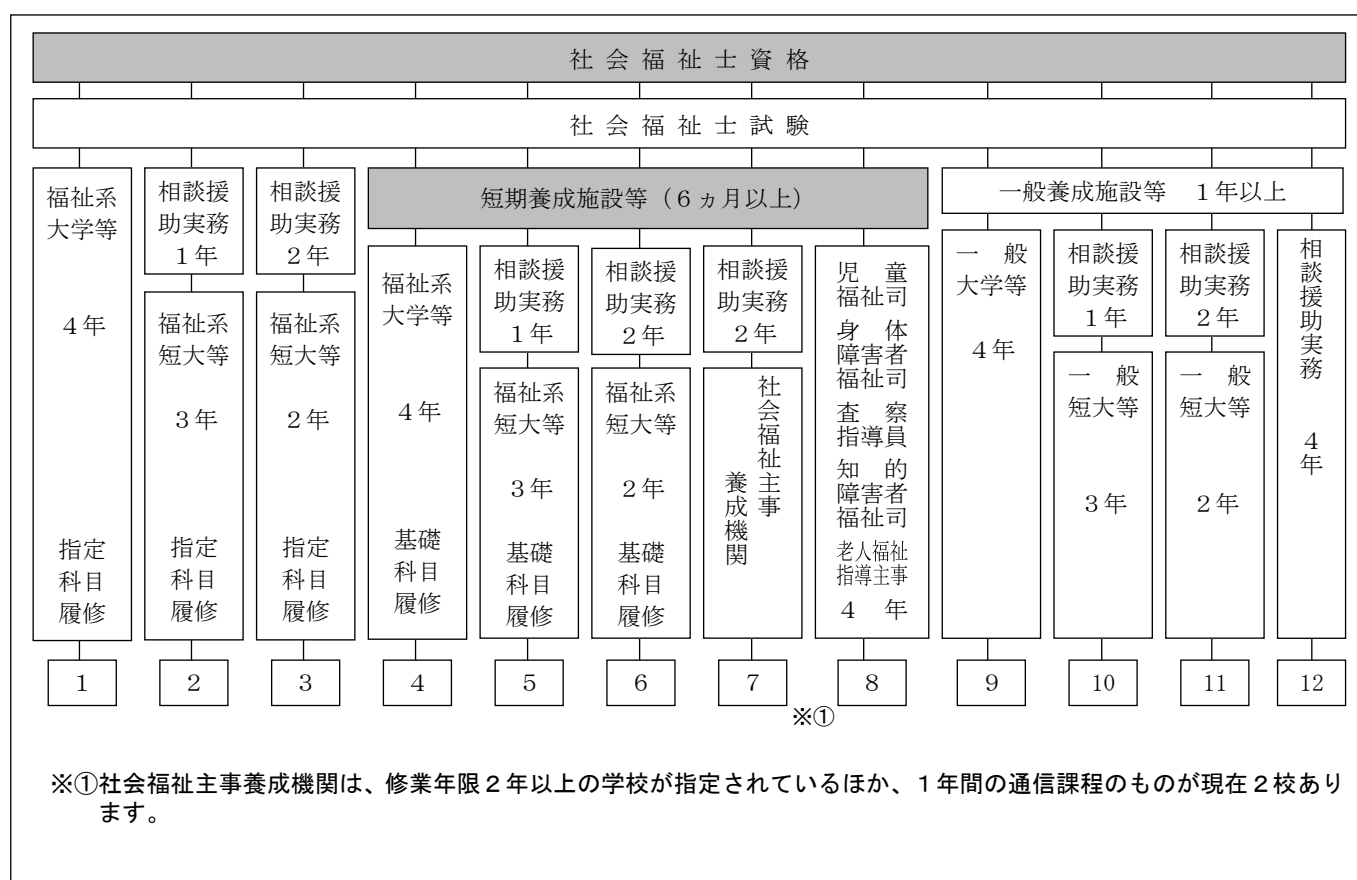 社会福祉士資格
社会福祉士試験
福祉系
大学等
4年
指定
科目
履修
1
相談援
助実務
1年
福祉系
短大等
3年
指定
科目
履修
2
相談援
助実務
2年
福祉系
短大等
2年
指定
科目
履修
3
短期養成施設等(6ヵ月以上)
福祉系
大学等
4年
基礎
科目
履修
4
相談援
助実務
1年
福祉系
短大等
3年
基礎
科目
履修
5
相談援
助実務
2年
福祉系
短大等
2年
基礎
科目
履修
6
相談援
助実務
2年
社会福祉主事
養成機関
7
児童
福祉司
身体
障害者
福祉司
査察
指導員
知的
障害者
福祉司
老人福祉
指導主事
4年
8
※①
一般養成施設等 1年以上
一般
大学等
4年
9
相談援
助実務
1年
一般
短大等
3年
10
相談援
助実務
2年
一般
短大等
2年
11
相談援助実務 4年
12
※①社会福祉主事養成機関は、修業年限2年以上の学校が指定されているほか、1年間の通信課程のものが現在2校あり
ます。